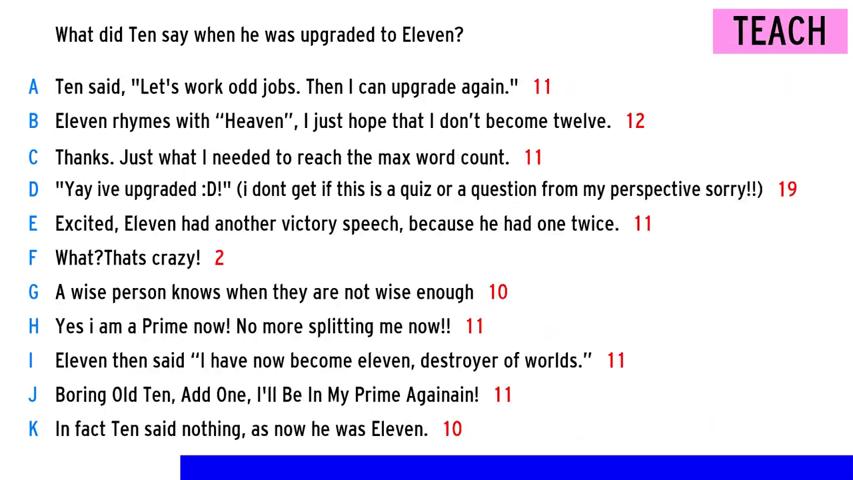 What did Ten say when he was upgraded to Eleven?
TEACH
A Ten said, "Let's work odd jobs. Then I can upgrade again." 11
B Eleven rhymes with “Heaven”, I just hope that I don’t become twelve. 12
C Thanks. Just what I needed to reach the max word count. 11
D "Yay ive upgraded :D!" (i dont get if this is a quiz or a question from my perspective sorry!!) 19
E Excited, Eleven had another victory speech, because he had one twice. 11
F What?Thats crazy! 2
G A wise person knows when they are not wise enough 10
H Yes i am a Prime now! No more splitting me now!! 11
I Eleven then said “I have now become eleven, destroyer of worlds.” 11
J Boring Old Ten, Add One, I'll Be In My Prime Againain! 11
K In fact Ten said nothing, as now he was Eleven. 10